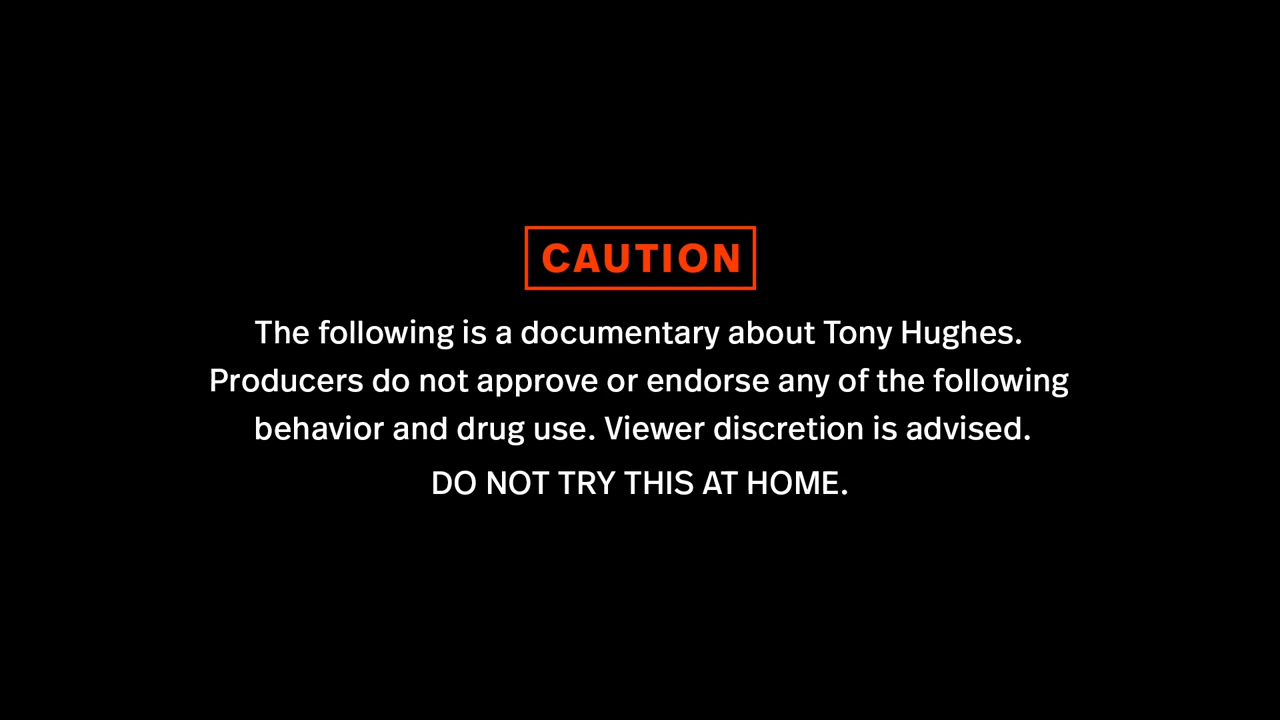 CAUTION
The following is a documentary about Tony Hughes.
Producers do not approve or endorse any of the following
behavior and drug use. Viewer discretion is advised.
DO NOT TRY THIS AT HOME.